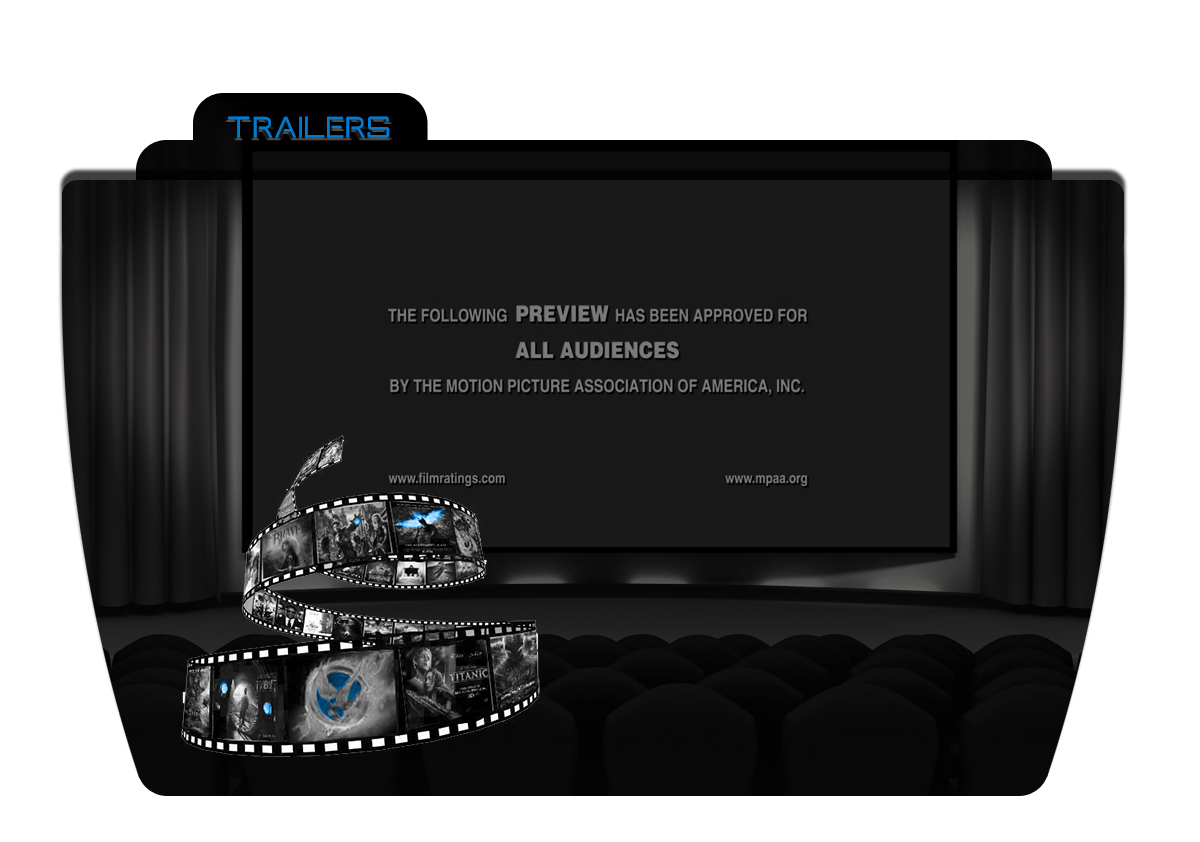 TRAILERS
THE FOLLOWING PREVIEW HAS BEEN APPROVED FOR
ALL AUDIENCES
BY THE MOTION PICTURE ASSOCIATION OF AMERICA, INC.
www.filmratings.com
www.mpaa.org
BRAVE
TITANIC